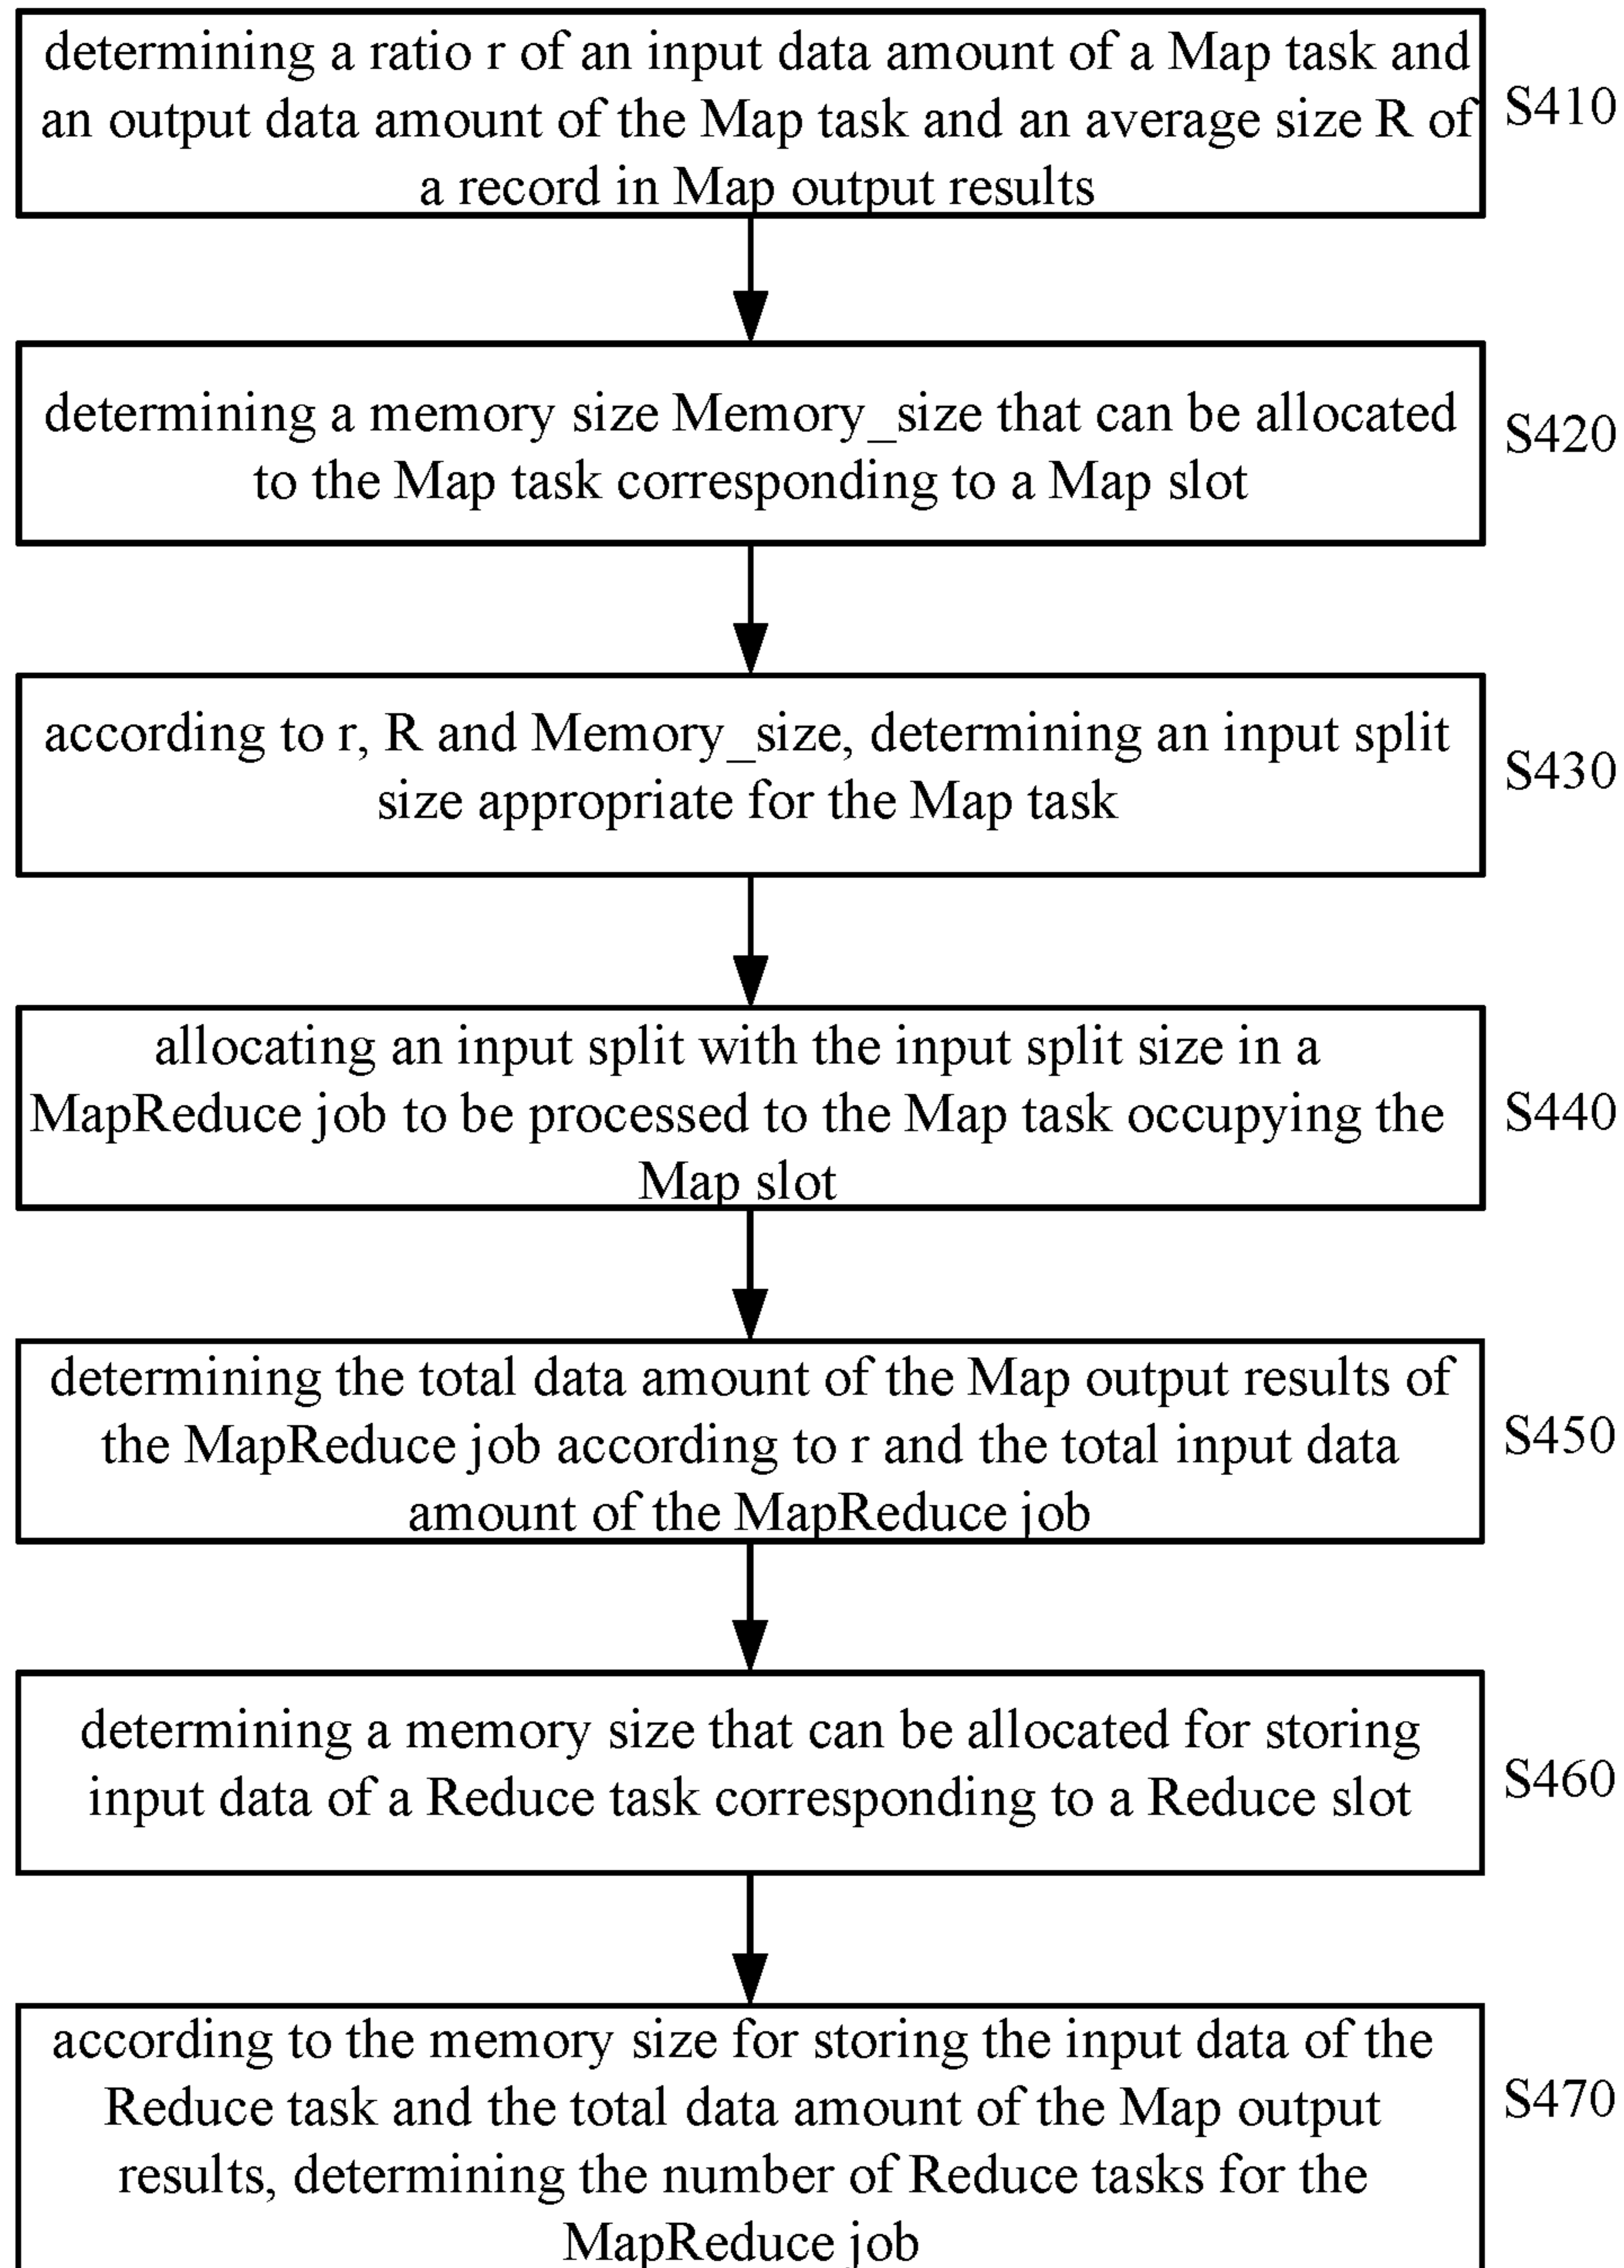 determining a ratio r of an input data amount of a Map task and
an output data amount of the Map task and an average size R of
a record in Map output results
S410
determining a memory size Memory_size that can be allocated
to the Map task corresponding to a Map slot
S420
according to r, R and Memory_size, determining an input split
size appropriate for the Map task
S430
allocating an input split with the input split size in a
MapReduce job to be processed to the Map task occupying the
Map slot
S440
determining the total data amount of the Map output results of
the MapReduce job according to r and the total input data
amount of the MapReduce job
S450
determining a memory size that can be allocated for storing
input data of a Reduce task corresponding to a Reduce slot
S460
according to the memory size for storing the input data of the
Reduce task and the total data amount of the Map output
results, determining the number of Reduce tasks for the
MapReduce job
S470